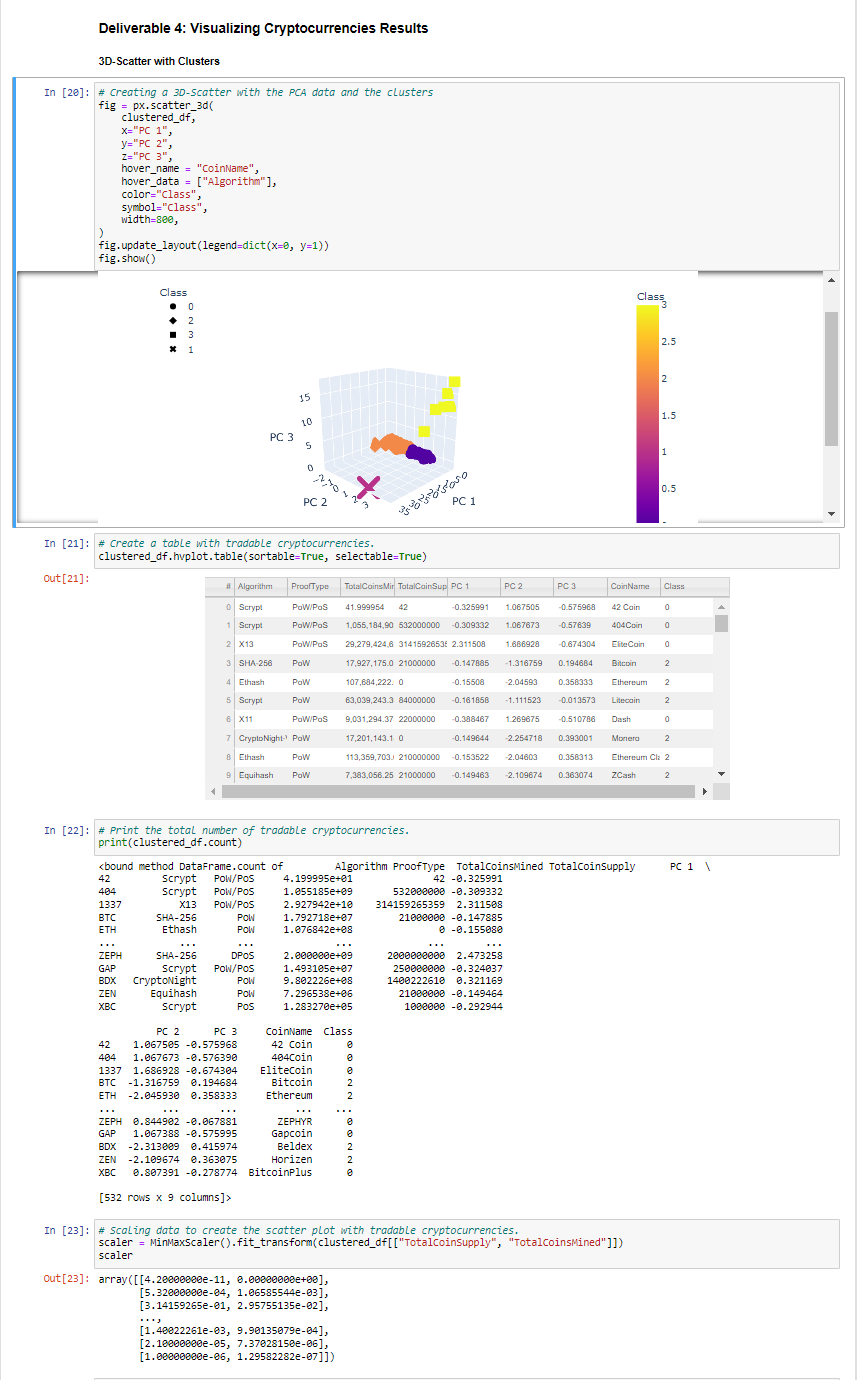 Deliverable 4: Visualizing Cryptocurrencies Results
3D-Scatter with Clusters
In [20]: # Creating a 3D-Scatter with the PCA data and the clusters
fig = px.scatter_3d(
    clustered_df,
    x="PC 1",
    y="PC 2",
    z="PC 3",
    hover_name = "CoinName",
    hover_data = ["Algorithm"],
    color="Class",
    symbol="Class",
    width=800,
)
fig.update_layout(legend=dict(x=0, y=1))
fig.show()
Class
0
2
3
1
Class
3
2.5
2
1.5
1
0.5
PC 3
15
10
5
0
PC 2
-2
-1
0
1
2
3
PC 1
35
30
25
20
15
10
5
0
In [21]: # Create a table with tradable cryptocurrencies.
clustered_df.hvplot.table(sortable=True, selectable=True)
Out[21]:
# Algorithm ProofType TotalCoinsMin TotalCoinSup PC 1 PC 2 PC 3 CoinName Class
0 Scrypt PoW/PoS 41.999954 42 -0.325991 1.067505 -0.575968 42 Coin 0
1 Scrypt PoW/PoS 1,055,184,90 532000000 -0.309332 1.067673 -0.57639 404Coin 0
2 X13 PoW/PoS 29,279,424,6 31415926535 2.311508 1.686928 -0.674304 EliteCoin 0
3 SHA-256 PoW 17,927,175.0 21000000 -0.147885 -1.316759 0.194684 Bitcoin 2
4 Ethash PoW 107,684,222. 0 -0.15508 -2.04593 0.358333 Ethereum 2
5 Scrypt PoW 63,039,243.3 84000000 -0.161858 -1.111523 -0.013573 Litecoin 2
6 X11 PoW/PoS 9,031,294.37 22000000 -0.388467 1.269675 -0.510786 Dash 0
7 CryptoNight-V PoW 17,201,143.1 0 -0.149644 -2.254718 0.393001 Monero 2
8 Ethash PoW 113,359,703. 210000000 -0.153522 -2.04603 0.358313 Ethereum Cla 2
9 Equihash PoW 7,383,056.25 21000000 -0.149463 -2.109674 0.363074 ZCash 2
In [22]: # Print the total number of tradable cryptocurrencies.
print(clustered_df.count)
<bound method DataFrame.count of        Algorithm ProofType  TotalCoinsMined TotalCoinSupply      PC 1  \
42        Scrypt   PoW/PoS     4.199995e+01              42 -0.325991
404       Scrypt   PoW/PoS     1.055185e+09       532000000 -0.309332
1337         X13   PoW/PoS     2.927942e+10    314159265359  2.311508
BTC      SHA-256       PoW     1.792718e+07        21000000 -0.147885
ETH       Ethash       PoW     1.076842e+08               0 -0.155080
...          ...       ...              ...             ...       ...
ZEPH     SHA-256      DPoS     2.000000e+09      2000000000  2.473258
GAP       Scrypt   PoW/PoS     1.493105e+07       250000000 -0.324037
BDX   CryptoNight      PoW     9.802226e+08      1400222610  0.321169
ZEN     Equihash       PoW     7.296538e+06        21000000 -0.149464
XBC       Scrypt       PoS     1.283270e+05         1000000 -0.292944
          PC 2      PC 3     CoinName  Class
42    1.067505 -0.575968      42 Coin      0
404   1.067673 -0.576390      404Coin      0
1337  1.686928 -0.674304    EliteCoin      0
BTC  -1.316759  0.194684      Bitcoin      2
ETH  -2.045930  0.358333     Ethereum      2
...        ...       ...          ...    ...
ZEPH  0.844902 -0.067881       ZEPHYR      0
GAP   1.067388 -0.575995      Gapcoin      0
BDX  -2.313009  0.415974       Beldex      2
ZEN  -2.109674  0.363075      Horizen      2
XBC   0.807391 -0.278774  BitcoinPlus      0
[532 rows x 9 columns]>
In [23]: # Scaling data to create the scatter plot with tradable cryptocurrencies.
scaler = MinMaxScaler().fit_transform(clustered_df[["TotalCoinSupply", "TotalCoinsMined"]])
scaler
Out[23]: array([[4.20000000e-11, 0.00000000e+00],
       [5.32000000e-04, 1.06585544e-03],
       [3.14159265e-01, 2.95755135e-02],
       ...,
       [1.40022261e-03, 9.90135079e-04],
       [2.10000000e-05, 7.37028150e-06],
       [1.00000000e-06, 1.29582282e-07]])